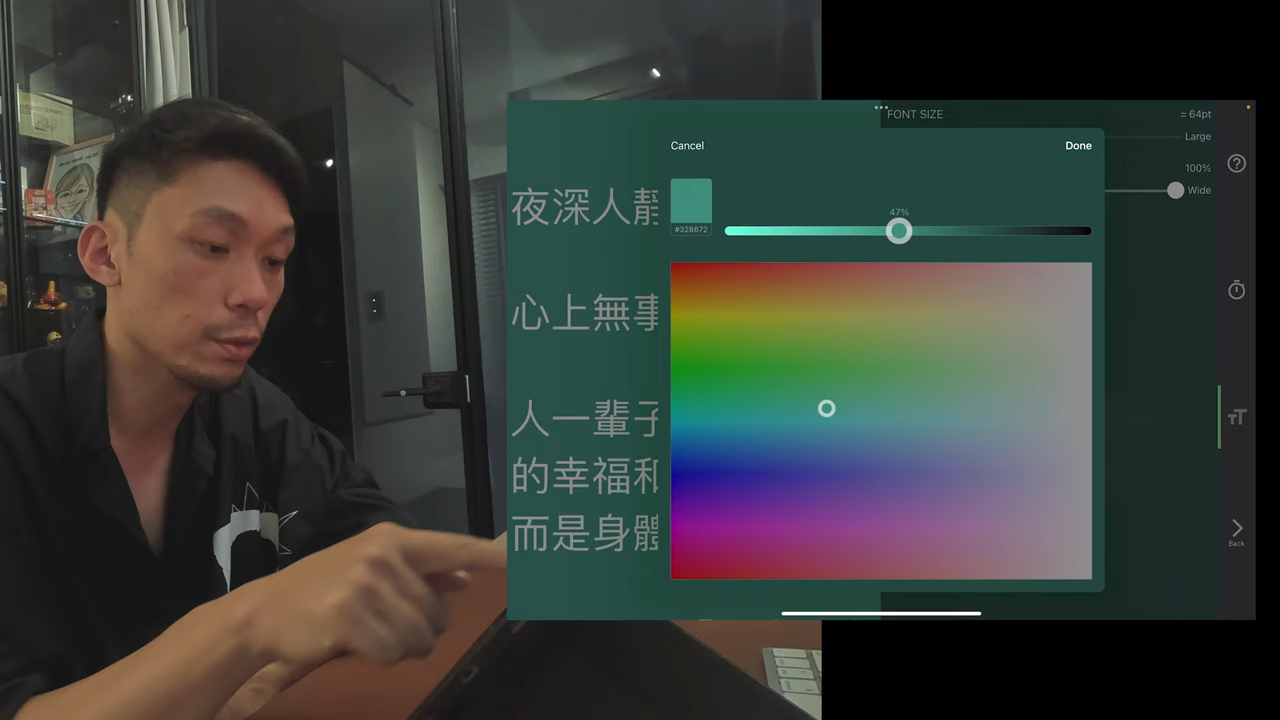 FONT SIZE
= 64pt
Large
Cancel
Done
100%
Wide
夜深人靜
47%
#328672
心上無事
人一輩子
的幸福和
而是身體
Back